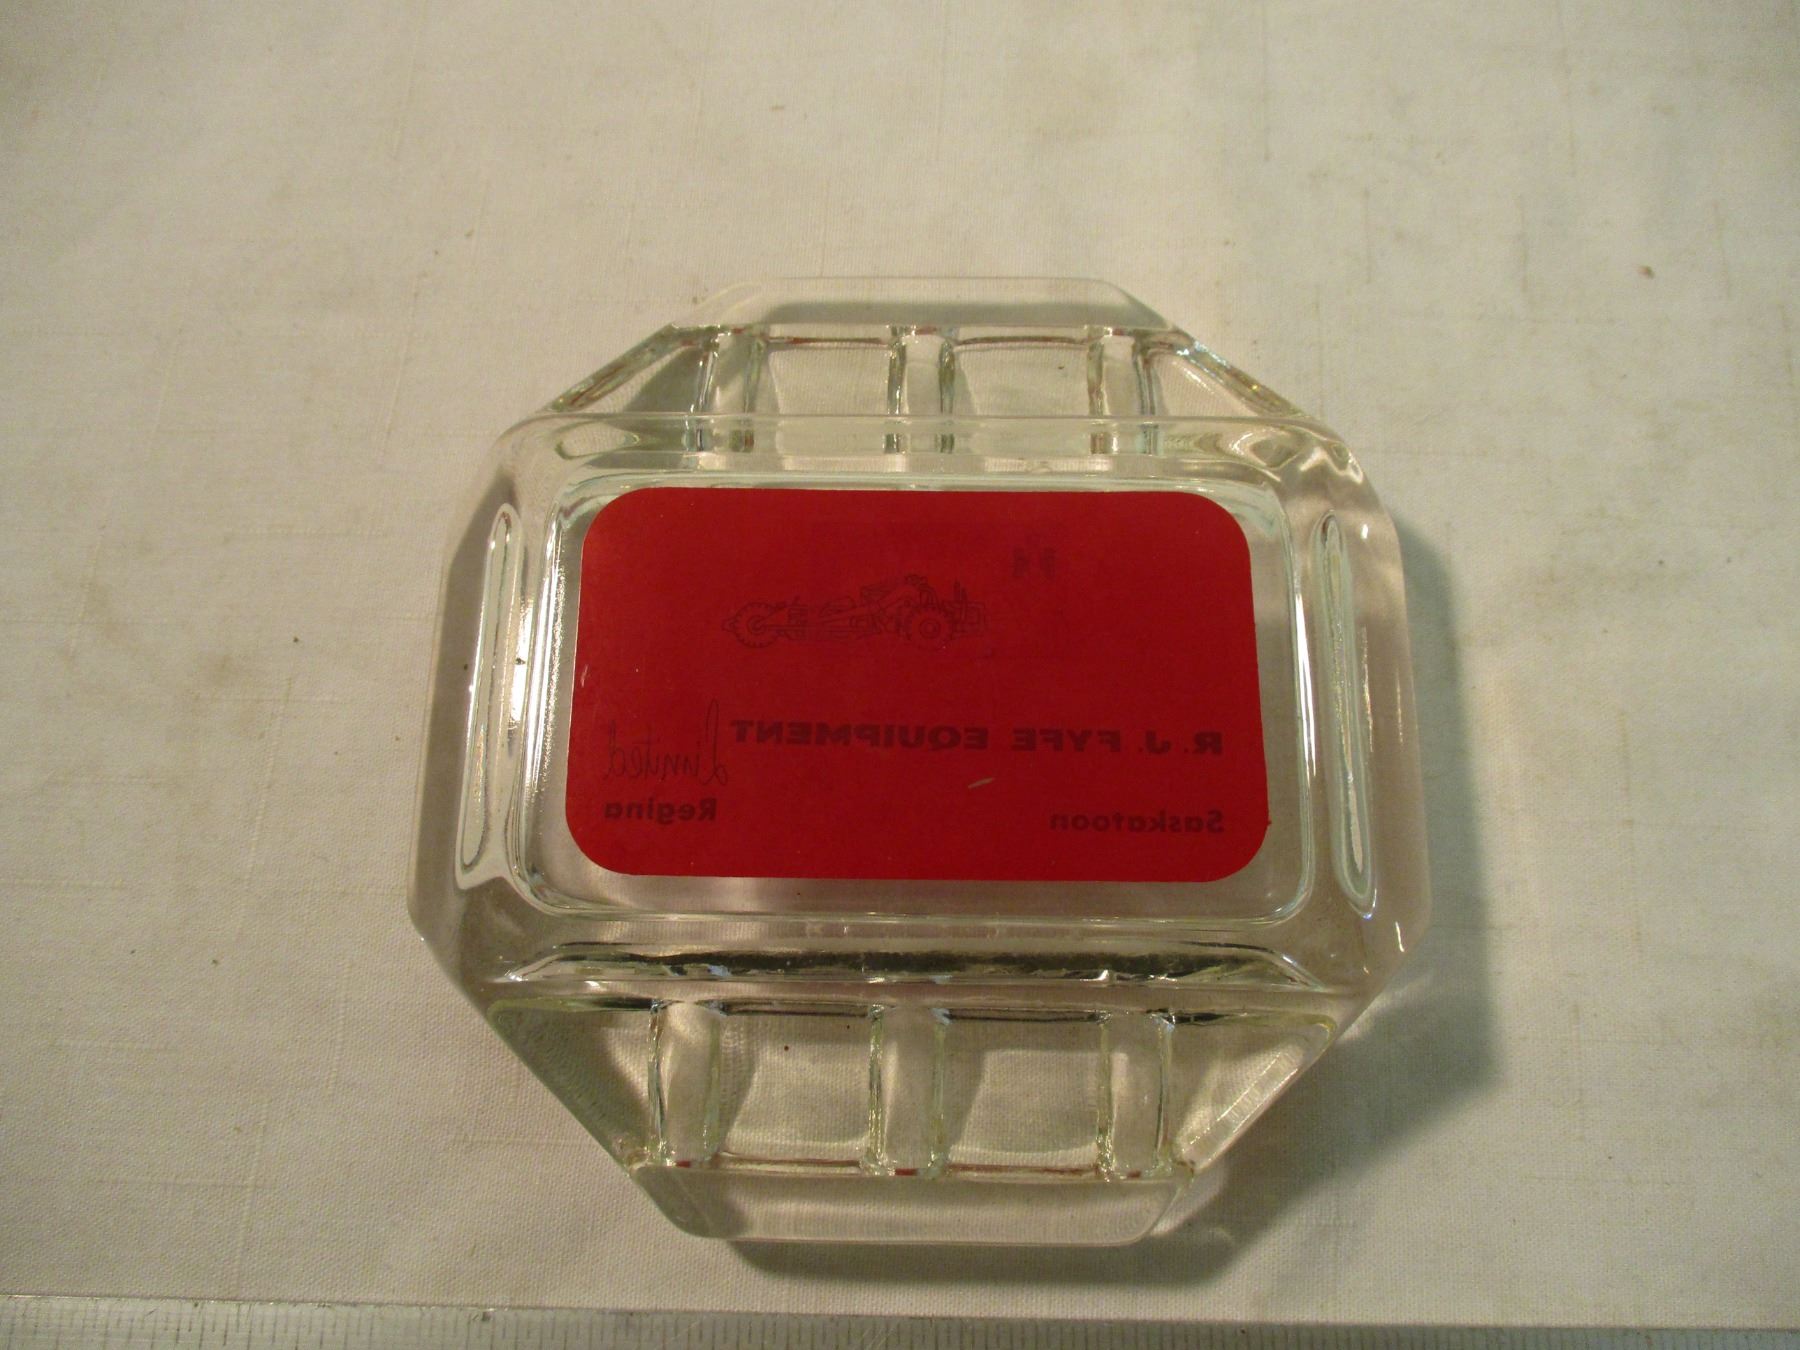 R. J. FYFE EQUIPMENT Limited
Saskatoon Regina